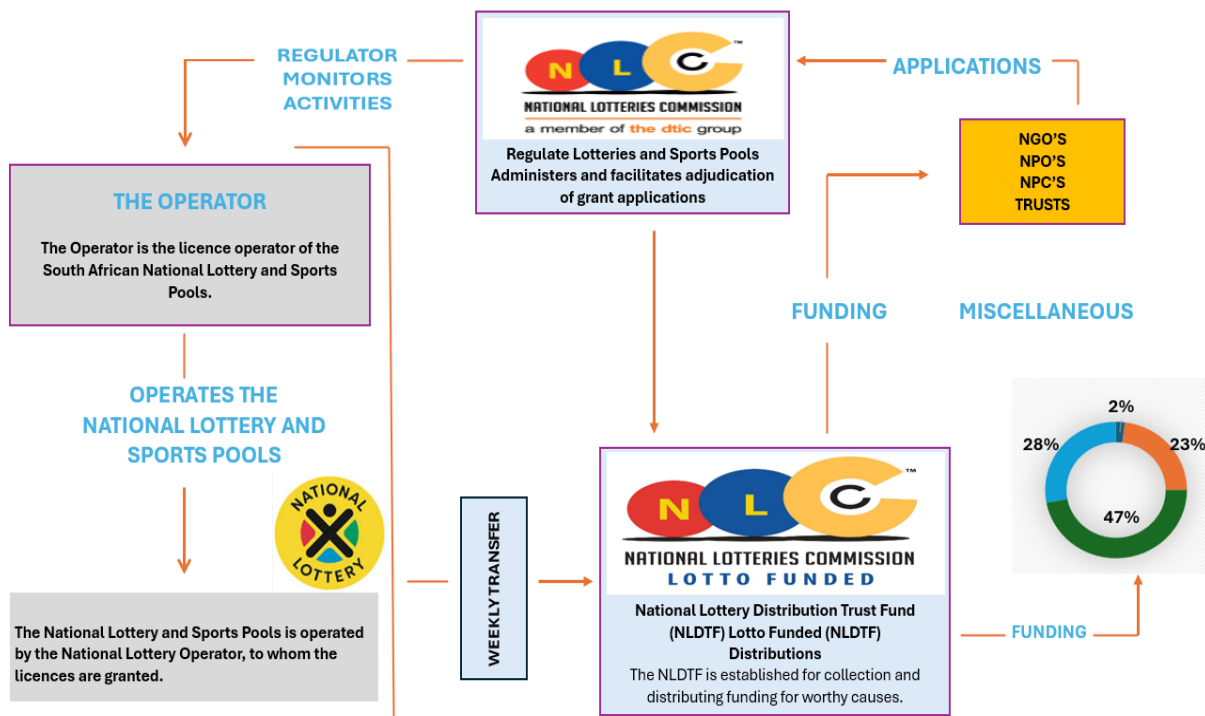 REGULATOR
MONITORS
ACTIVITIES
N L C C ™
NATIONAL LOTTERIES COMMISSION
a member of the dtic group
Regulate Lotteries and Sports Pools
Administers and facilitates adjudication
of grant applications
APPLICATIONS
NGO'S
NPO'S
NPC'S
TRUSTS
THE OPERATOR
The Operator is the licence operator of the
South African National Lottery and Sports
Pools.
FUNDING
MISCELLANEOUS
OPERATES THE
NATIONAL LOTTERY AND
SPORTS POOLS
NATIONAL
LOTTERY
The National Lottery and Sports Pools is operated
by the National Lottery Operator, to whom the
licences are granted.
WEEKLY TRANSFER
N L C C ™
NATIONAL LOTTERIES COMMISSION
LOTTO FUNDED
National Lottery Distribution Trust Fund
(NLDTF) Lotto Funded (NLDTF)
Distributions
The NLDTF is established for collection and
distributing funding for worthy causes.
2%
28%
23%
47%
FUNDING